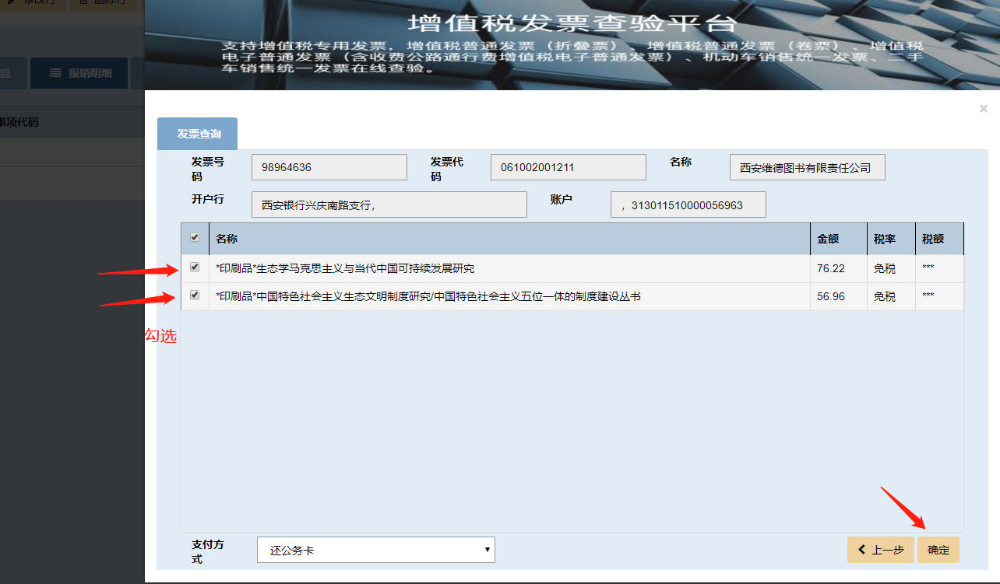 修改行 删除行
增值税发票查验平台
支持增值税专用发票，增值税普通发票（折叠票）、增值税普通发票（卷票）、增值税
电子普通发票（含收费公路通行费增值税电子普通发票）、机动车销售统一发票、二手
车销售统一发票在线查验。
息
报销明细
事项代码
×
发票查询
发票号
码
98964636
发票代
码
061002001211
名称
西安维德图书有限责任公司
开户行
西安银行兴庆南路支行，
账户
，313011510000056963
名称 金额 税率 税额
*印刷品*生态学马克思主义与当代中国可持续发展研究 76.22 免税 ***
*印刷品*中国特色社会主义生态文明制度研究/中国特色社会主义五位一体的制度建设丛书 56.96 免税 ***
勾选
支付方
式
还公务卡
上一步 确定